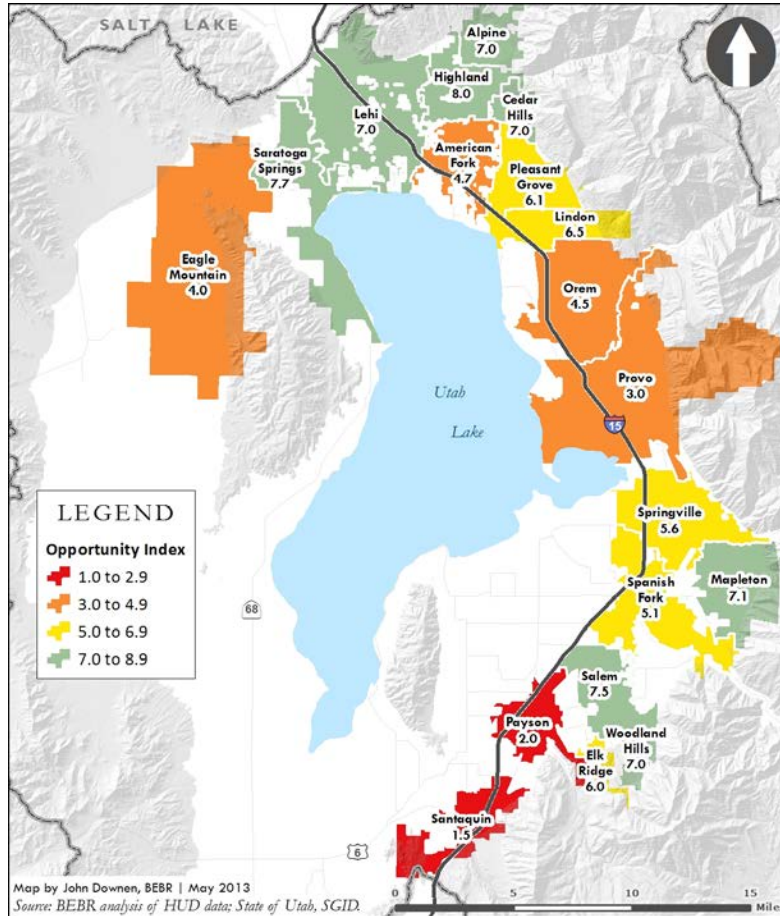 SALT LAKE
Alpine
7.0
Highland
8.0
Cedar
Hills
7.0
Lehi
7.0
American
Fork
4.7
Saratoga
Springs
7.7
Pleasant
Grove
6.1
Lindon
6.5
Eagle
Mountain
4.0
Orem
4.5
Provo
3.0
Utah
Lake
15
LEGEND
Opportunity Index
1.0 to 2.9
3.0 to 4.9
5.0 to 6.9
7.0 to 8.9
Springville
5.6
Spanish
Fork
5.1
Mapleton
7.1
68
Salem
7.5
Payson
2.0
Woodland
Hills
7.0
Elk
Ridge
6.0
Santaquin
1.5
6
Map by John Downen, BEBR | May 2013
Source: BEBR analysis of HUD data; State of Utah, SGID.
0 5 10 15
Mile